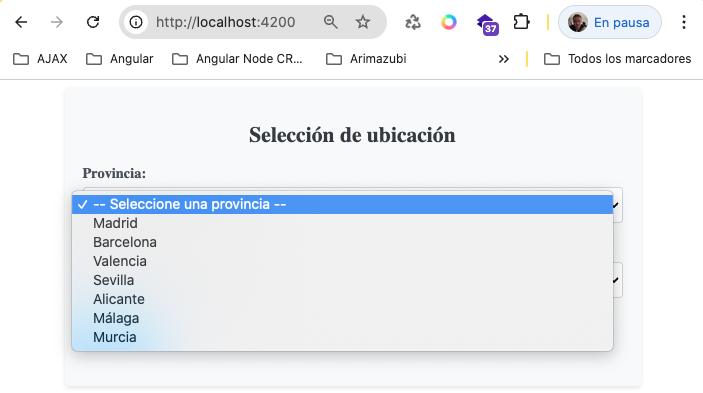 http://localhost:4200
37
En pausa
AJAX
Angular
Angular Node CR...
Arimazubi
Todos los marcadores
Selección de ubicación
Provincia:
-- Seleccione una provincia --
Madrid
Barcelona
Valencia
Sevilla
Alicante
Málaga
Murcia